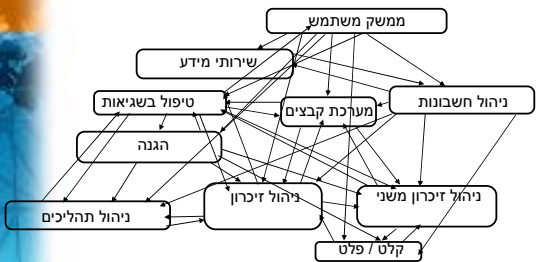 ממשק משתמש
שירותי מידע
ניהול חשבונות
מערכת קבצים
טיפול בשגיאות
הגנה
ניהול זיכרון משני
ניהול זיכרון
ניהול תהליכים
קלט / פלט